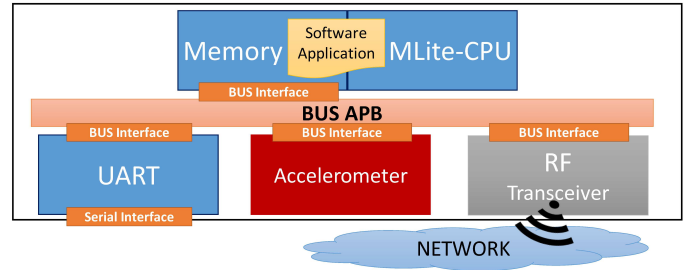 Memory
Software
Application
MLite-CPU
BUS Interface
BUS APB
BUS Interface
BUS Interface
BUS Interface
UART
Accelerometer
RF
Transceiver
Serial Interface
NETWORK